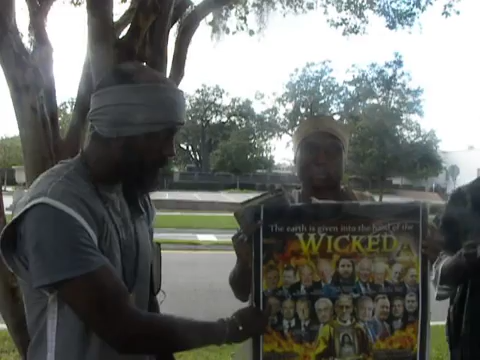 The earth is given into the hand of the
WICKED